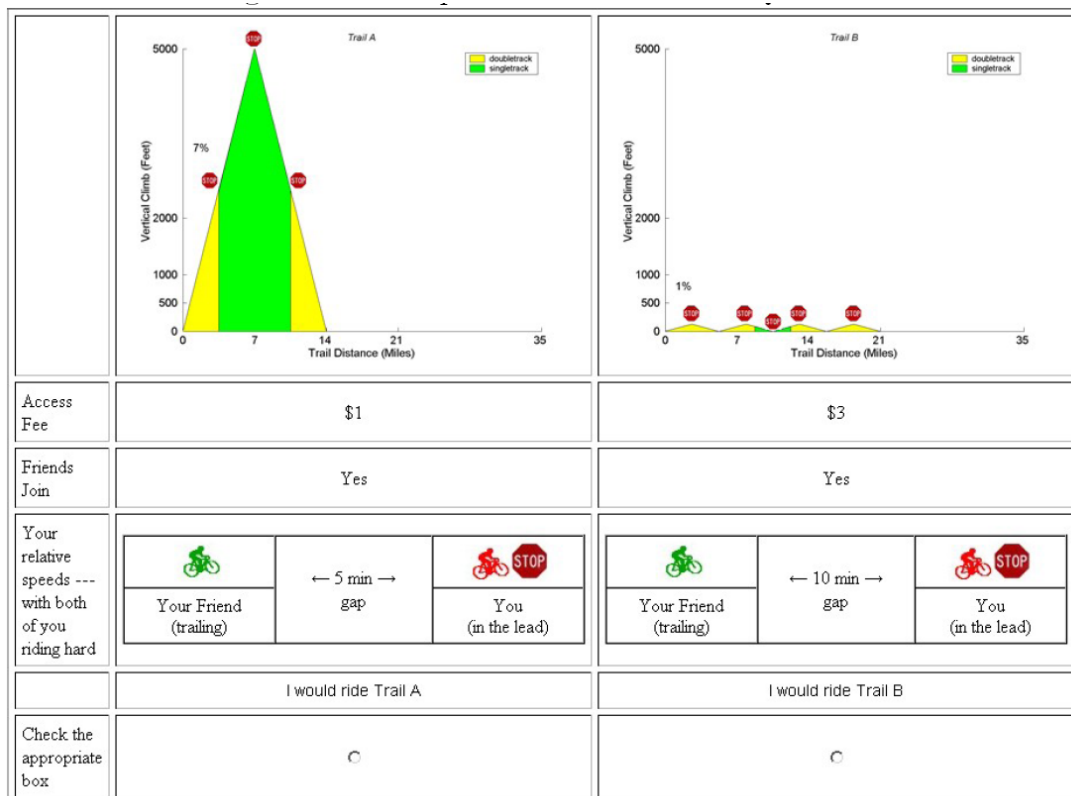 Trail A
5000
STOP
doubletrack
singletrack
7%
STOP
STOP
Vertical Climb (Feet)
2000
1000
500
0
0 7 14 21 35
Trail Distance (Miles)
Trail B
5000
doubletrack
singletrack
Vertical Climb (Feet)
2000
1000
1%
500
STOP STOP STOP STOP STOP
0
0 7 14 21 35
Trail Distance (Miles)
Access
Fee
$1
$3
Friends
Join
Yes
Yes
Your
relative
speeds ---
with both
of you
riding hard
STOP
← 5 min →
gap
Your Friend
(trailing)
You
(in the lead)
STOP
← 10 min →
gap
Your Friend
(trailing)
You
(in the lead)
I would ride Trail A
I would ride Trail B
Check the
appropriate
box